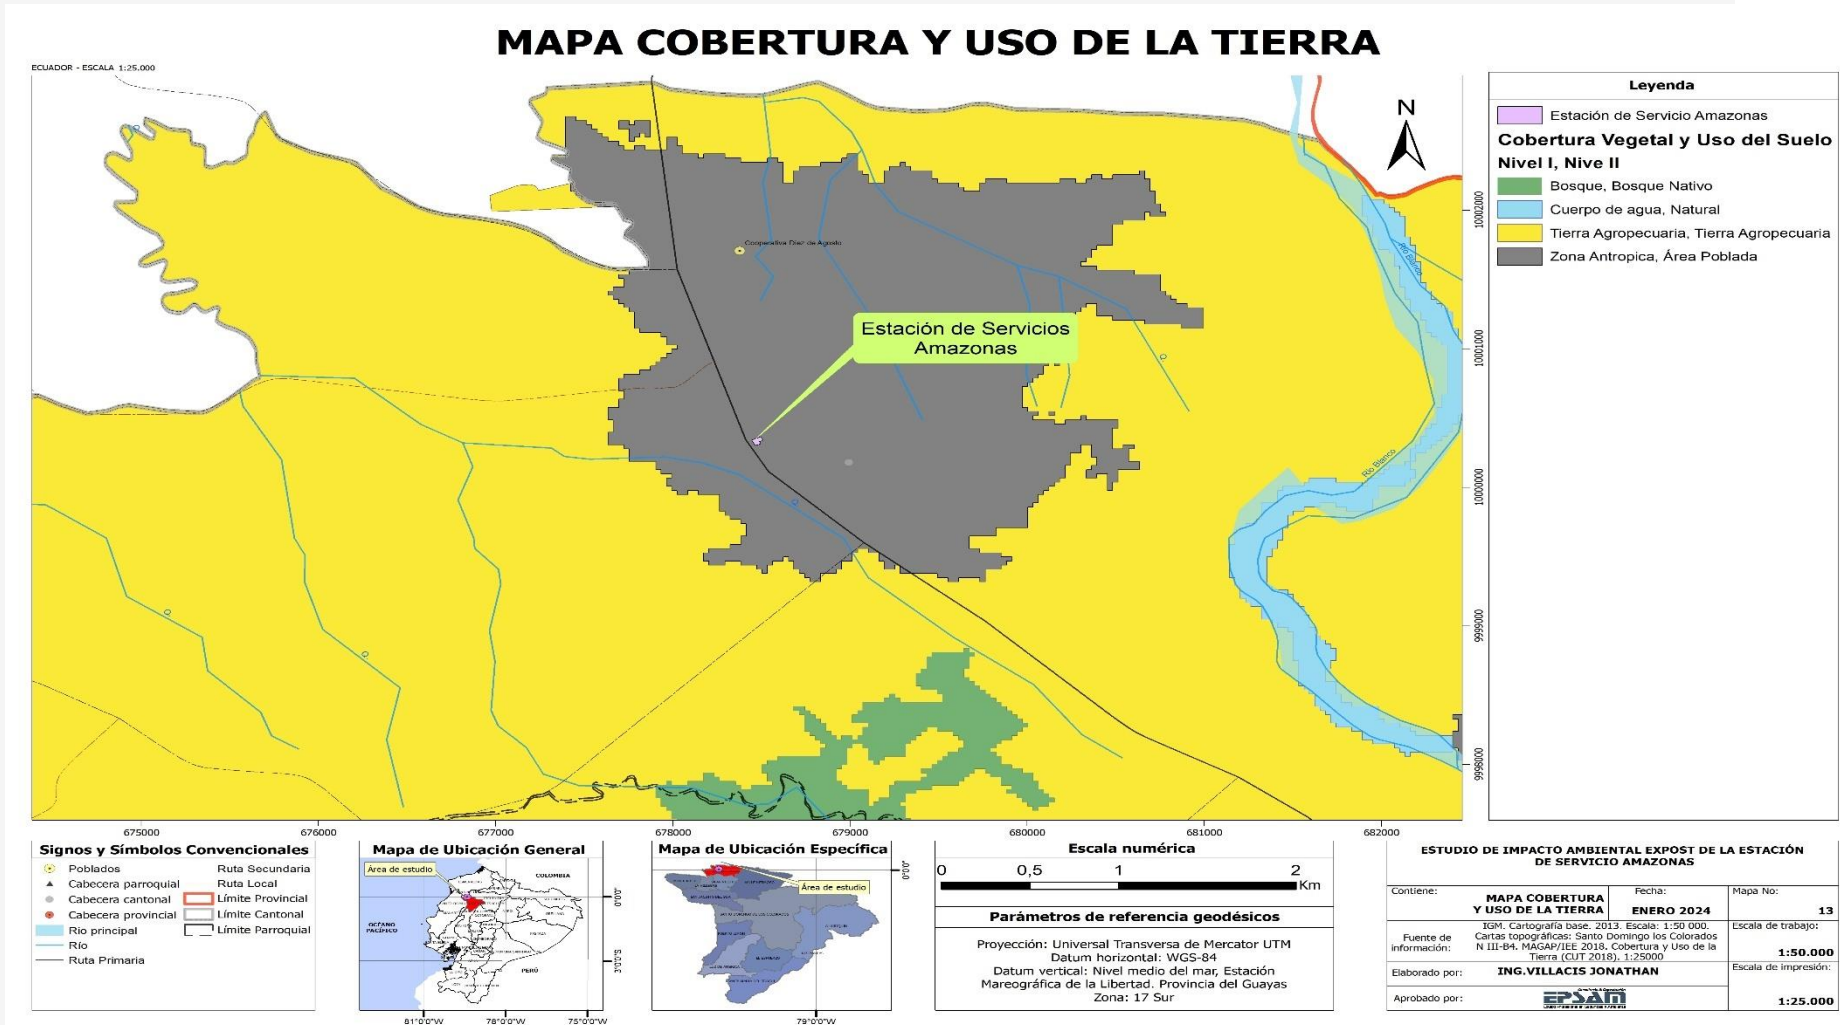 MAPA COBERTURA Y USO DE LA TIERRA
ECUADOR - ESCALA 1:25.000
N
Cooperativa Diez de Agosto
Estación de Servicios
Amazonas
Río Blanco
Río Blanco
10002000
10001000
10000000
9999000
9998000
675000
676000
677000
678000
679000
680000
681000
682000
Leyenda
Estación de Servicio Amazonas
Cobertura Vegetal y Uso del Suelo
Nivel I, Nive II
Bosque, Bosque Nativo
Cuerpo de agua, Natural
Tierra Agropecuaria, Tierra Agropecuaria
Zona Antropica, Área Poblada
Signos y Símbolos Convencionales
Poblados
Cabecera parroquial
Cabecera cantonal
Cabecera provincial
Rio principal
Río
Ruta Primaria
Ruta Secundaria
Ruta Local
Límite Provincial
Límite Cantonal
Límite Parroquial
Mapa de Ubicación General
Área de estudio
COLOMBIA
OCÉANO
PACÍFICO
PERÚ
0°0'0"
3°0'0"S
81°0'0"W
78°0'0"W
75°0'0"W
Mapa de Ubicación Específica
Área de estudio
0°0'0"
79°0'0"W
Escala numérica
0 0,5 1 2
Km
Parámetros de referencia geodésicos
Proyección: Universal Transversa de Mercator UTM
Datum horizontal: WGS-84
Datum vertical: Nivel medio del mar, Estación
Mareográfica de la Libertad. Provincia del Guayas
Zona: 17 Sur
ESTUDIO DE IMPACTO AMBIENTAL EXPOST DE LA ESTACIÓN
DE SERVICIO AMAZONAS
Contiene:
MAPA COBERTURA
Y USO DE LA TIERRA
Fecha:
ENERO 2024
Mapa No:
13
Fuente de
información:
IGM. Cartografía base. 2013. Escala: 1:50 000.
Cartas topográficas: Santo Domingo los Colorados
N III-B4. MAGAP/IEE 2018. Cobertura y Uso de la
Tierra (CUT 2018). 1:25000
Escala de trabajo:
1:50.000
Elaborado por:
ING.VILLACIS JONATHAN
Escala de impresión:
1:25.000
Aprobado por:
EPSAM